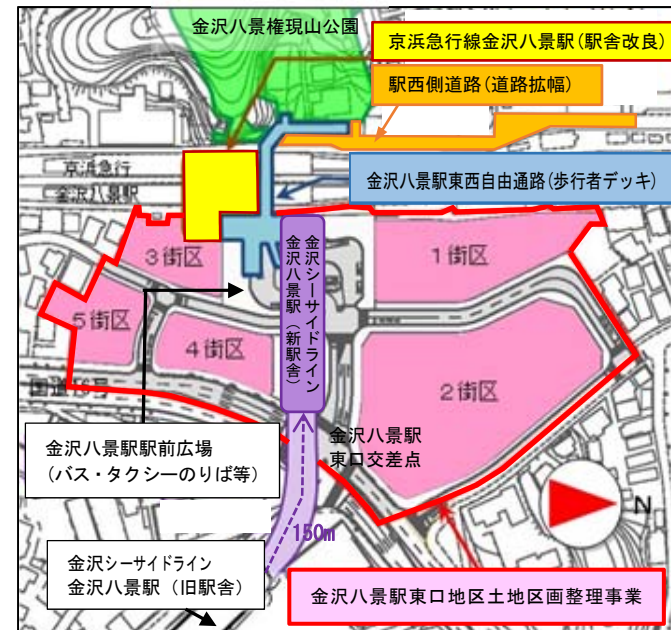 金沢八景権現山公園
京浜急行線金沢八景駅(駅舎改良)
駅西側道路(道路拡幅)
京浜急行
金沢八景駅
金沢八景駅東西自由通路(歩行者デッキ)
3街区
1街区
金沢シーサイドライン
金沢八景駅(新駅舎)
5街区
4街区
2街区
国道16号
金沢八景駅駅前広場
(バス・タクシーのりば等)
金沢八景駅
東口交差点
N
150m
金沢シーサイドライン
金沢八景駅(旧駅舎)
金沢八景駅東口地区土地区画整理事業